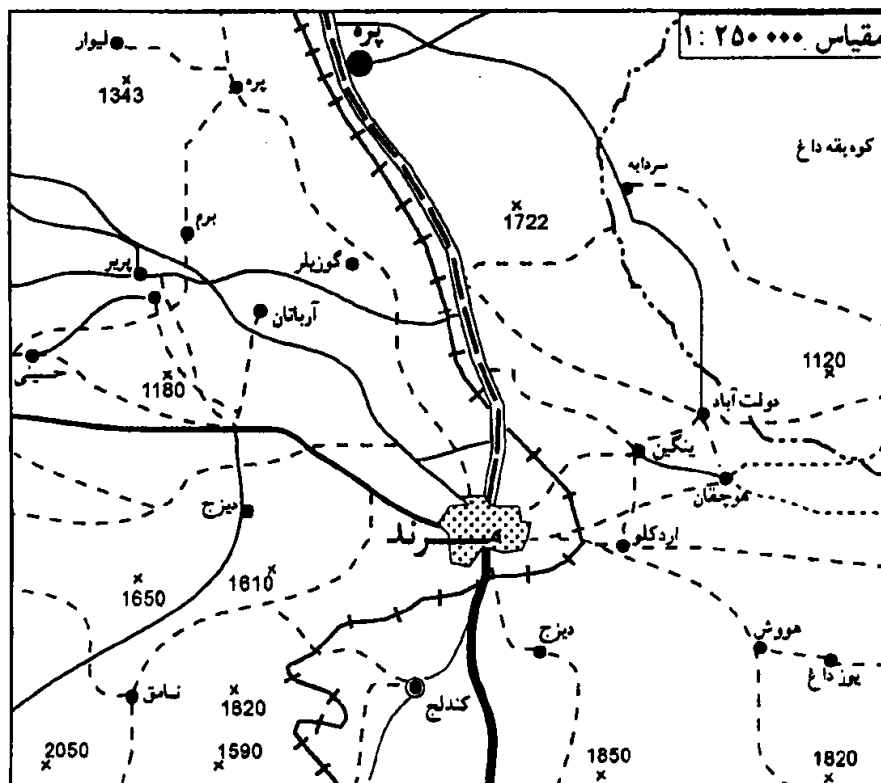 مقیاس ۲۵۰۰۰۰ : ۱
پره
لیوار
پره
1343
کوه بقه داغ
سردابه
1722
برم
گوزیلر
پریر
آرباتان
1120
1180
حسینی
دولت آباد
ینگین
موجقان
دیزج
مرند
اردکلو
1650
1610
دیزج
هووش
یوزداغ
نامق
1820
کندلج
2050
1590
1850
1820